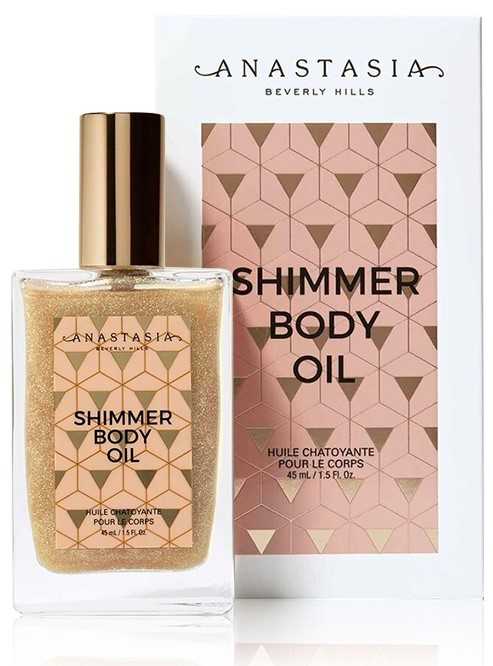 ANASTASIA
BEVERLY HILLS
SHIMMER
BODY
OIL
HUILE CHATOYANTE
POUR LE CORPS
45 mL / 1.5 Fl. Oz.
ANASTASIA
BEVERLY HILLS
SHIMMER
BODY
OIL
HUILE CHATOYANTE
POUR LE CORPS
45 mL / 1.5 Fl. Oz.